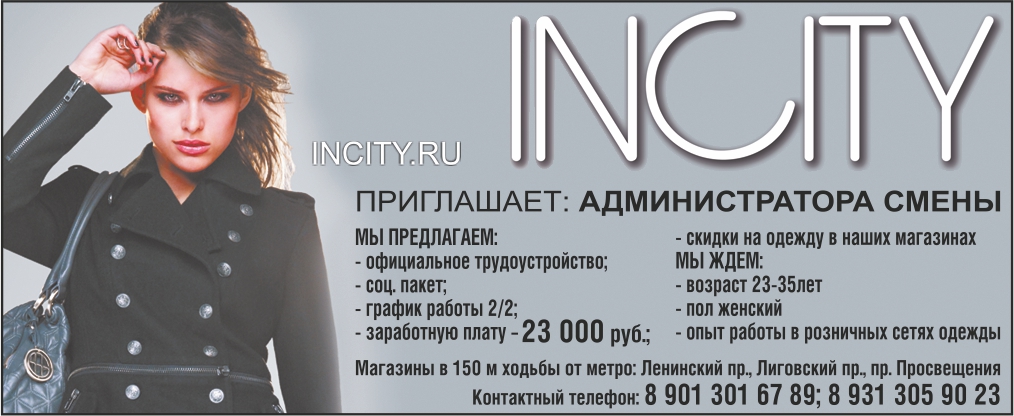 INCITY
INCITY.RU
ПРИГЛАШАЕТ: АДМИНИСТРАТОРА СМЕНЫ
МЫ ПРЕДЛАГАЕМ:
- официальное трудоустройство;
- соц. пакет;
- график работы 2/2;
- заработную плату – 23 000 руб.;
- скидки на одежду в наших магазинах
МЫ ЖДЕМ:
- возраст 23-35лет
- пол женский
- опыт работы в розничных сетях одежды
Магазины в 150 м ходьбы от метро: Ленинский пр., Лиговский пр., пр. Просвещения
Контактный телефон: 8 901 301 67 89; 8 931 305 90 23